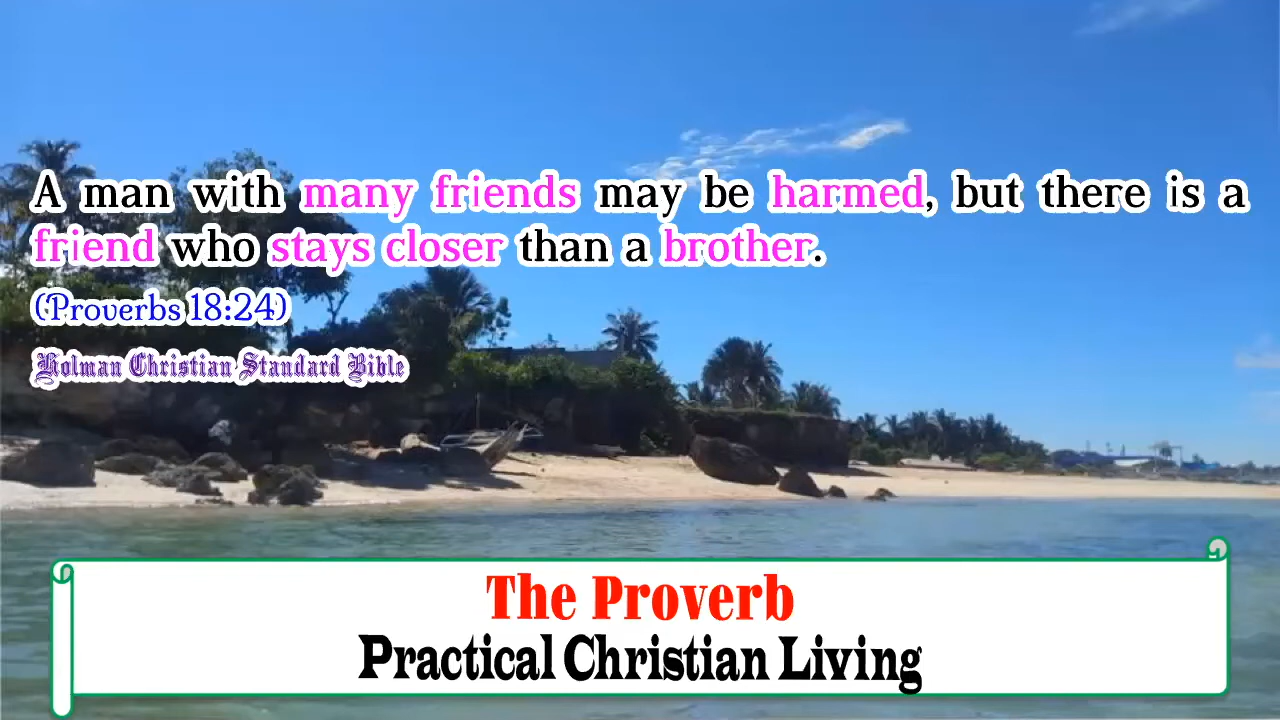 A man with many friends may be harmed, but there is a
friend who stays closer than a brother.
(Proverbs 18:24)
Holman Christian Standard Bible
The Proverb
Practical Christian Living